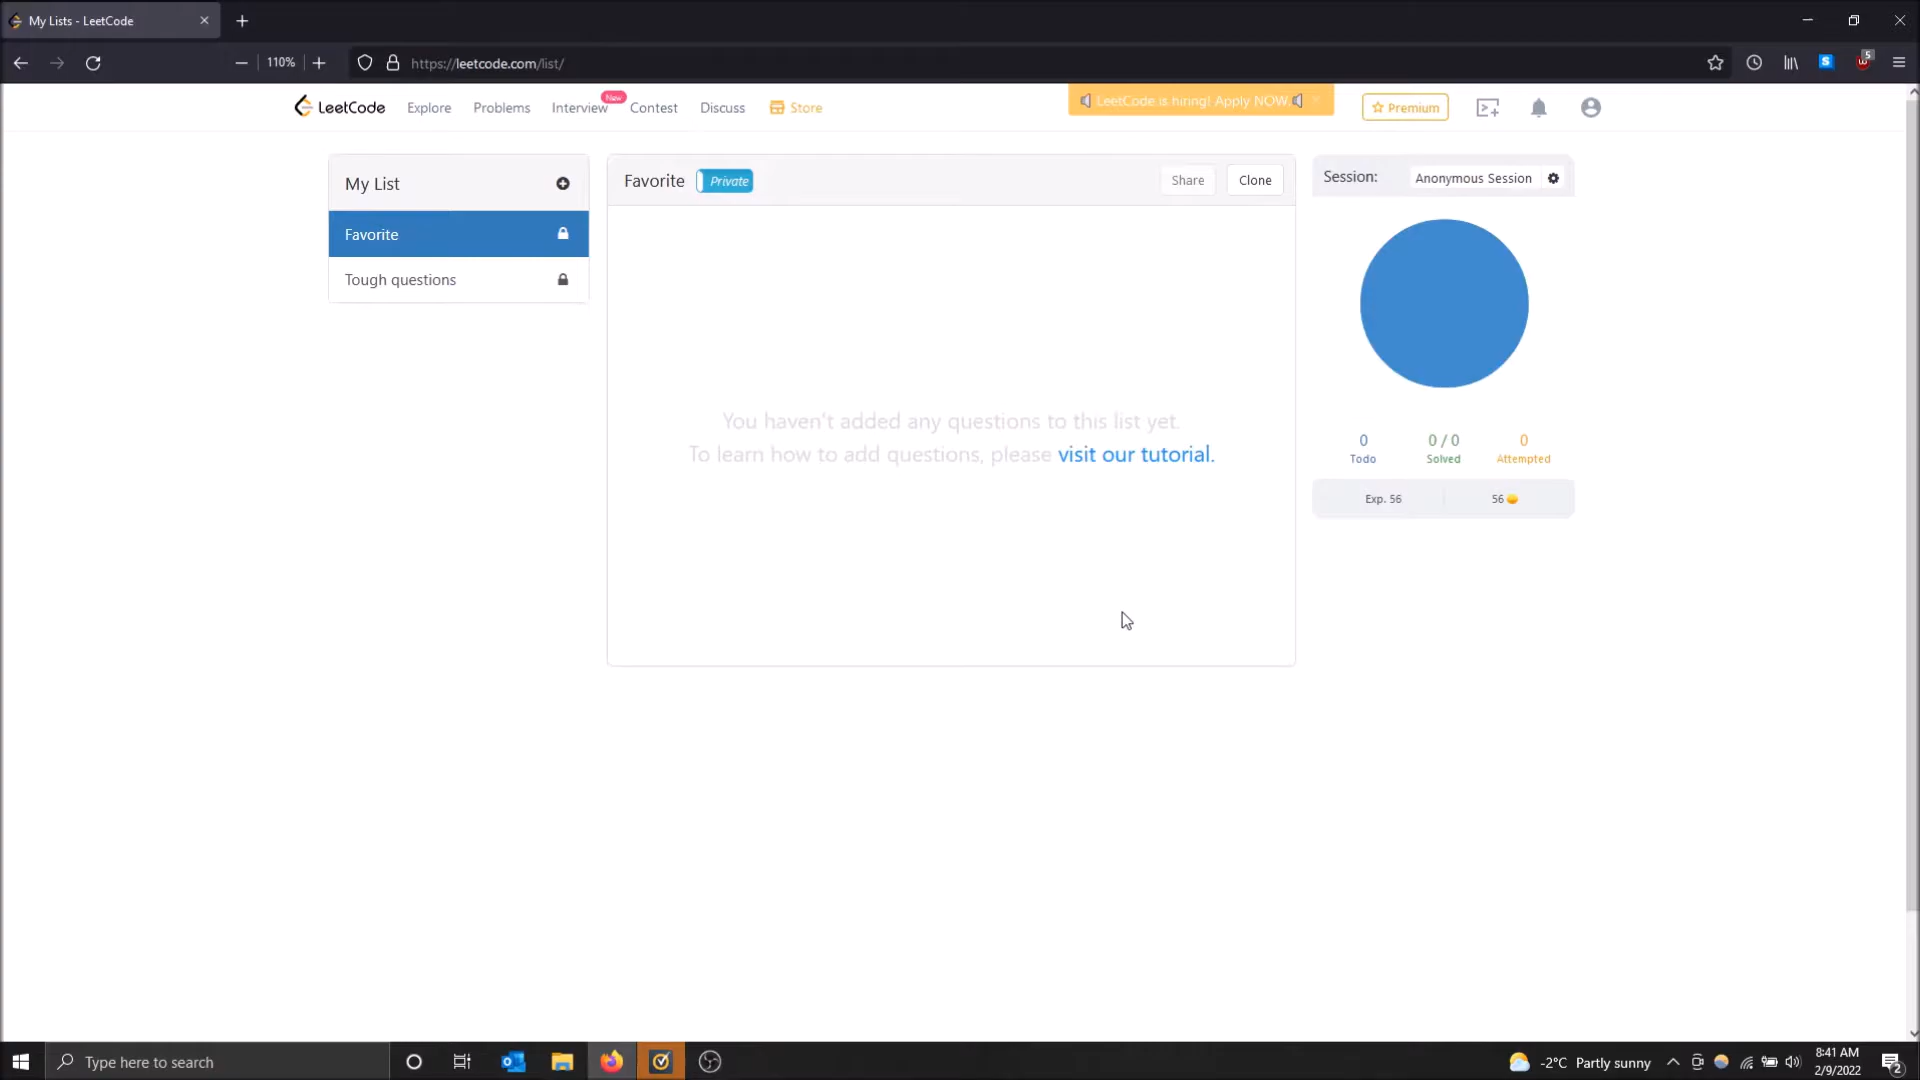 My Lists - LeetCode
110%
https://leetcode.com/list/
5
LeetCode
Explore
Problems
Interview
New
Contest
Discuss
Store
LeetCode is hiring! Apply NOW.
Premium
My List
Favorite
Tough questions
Favorite
Private
Share
Clone
You haven't added any questions to this list yet.
To learn how to add questions, please visit our tutorial.
Session:
Anonymous Session
0
Todo
0 / 0
Solved
0
Attempted
Exp. 56
56
Type here to search
-2°C Partly sunny
8:41 AM
2/9/2022
2